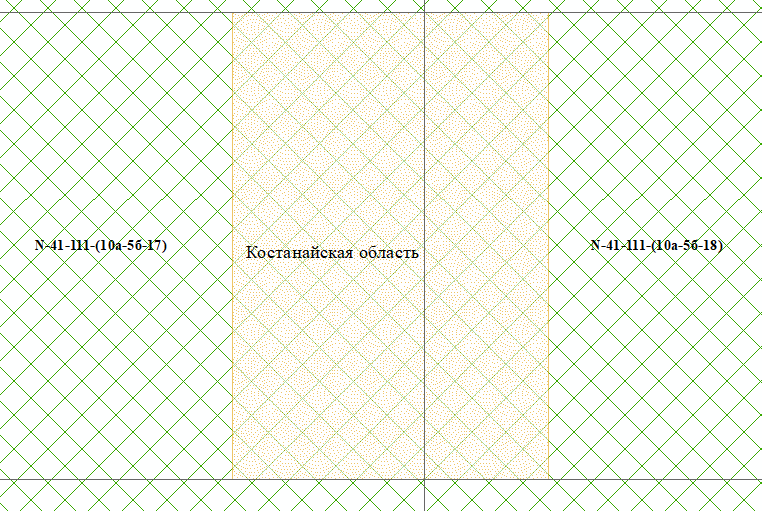 N-41-111-(10а-5б-17)
Костанайская область
N-41-111-(10а-5б-18)